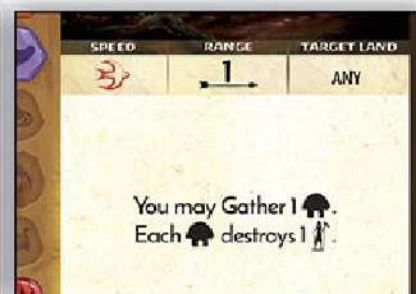 SPEED RANGE TARGET LAND
1 ANY
You may Gather 1.
Each destroys 1.